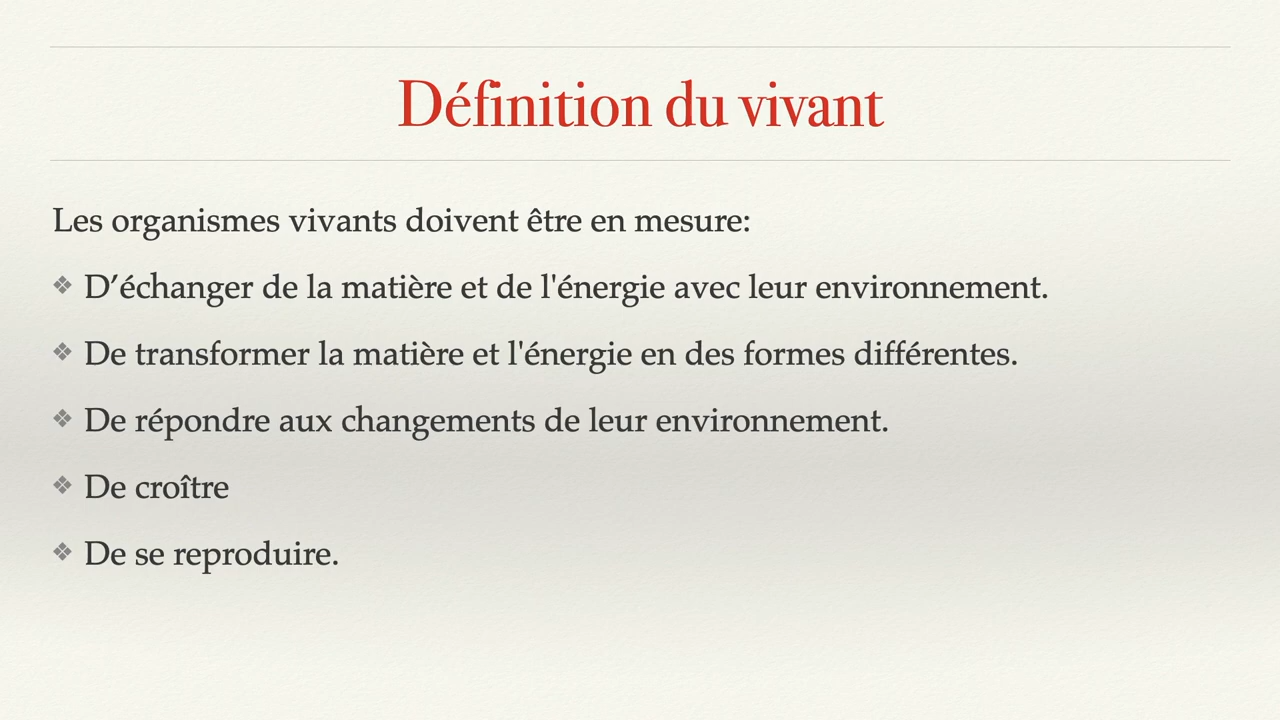 Définition du vivant
Les organismes vivants doivent être en mesure:
❖ D’échanger de la matière et de l'énergie avec leur environnement.
❖ De transformer la matière et l'énergie en des formes différentes.
❖ De répondre aux changements de leur environnement.
❖ De croître
❖ De se reproduire.